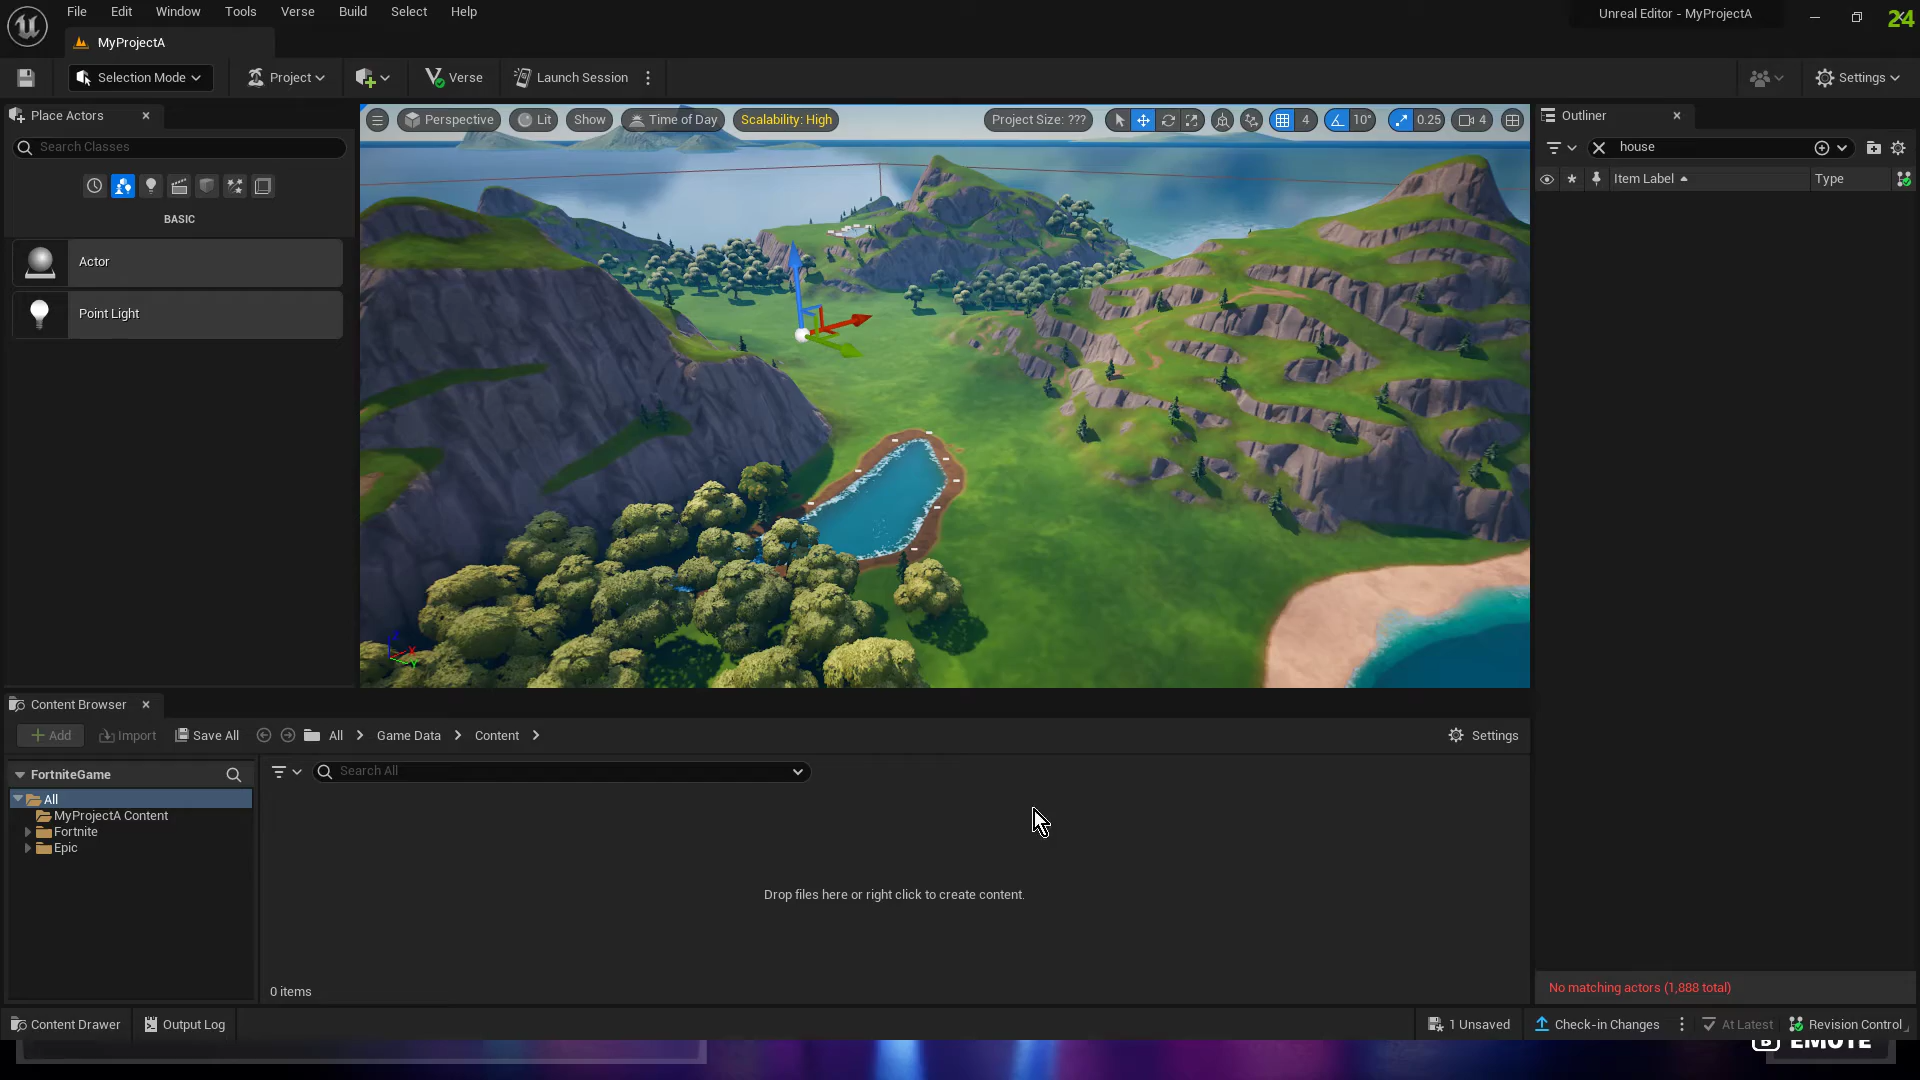 File Edit Window Tools Verse Build Select Help
Unreal Editor - MyProjectA
24
MyProjectA
Selection Mode
Project
Verse
Launch Session
Settings
Place Actors
Perspective
Lit
Show
Time of Day
Scalability: High
Project Size: ???
4
10°
0.25
4
Outliner
Search Classes
house
Item Label
Type
BASIC
Actor
Point Light
Content Browser
Add
Import
Save All
All
Game Data
Content
Settings
FortniteGame
Search All
All
MyProjectA Content
Fortnite
Epic
Drop files here or right click to create content.
0 items
No matching actors (1,888 total)
Content Drawer
Output Log
1 Unsaved
Check-in Changes
At Latest
Revision Control
B EMOTE